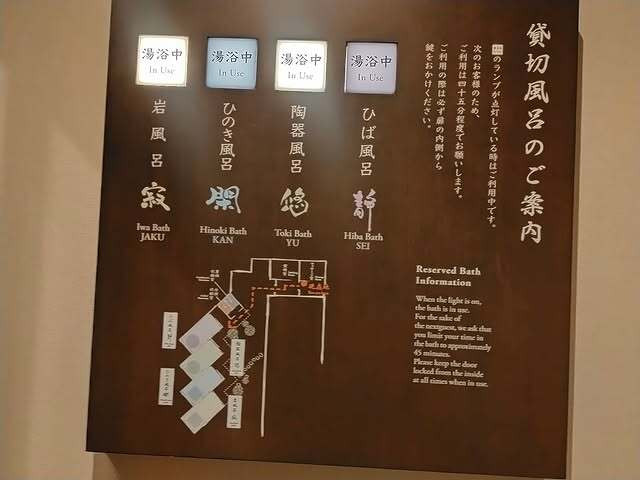 貸切風呂のご案内
のランプが点灯している時はご利用中です。
次のお客様のため、
ご利用は四十五分程度でお願いします。
ご利用の際は必ず扉の内側から
鍵をおかけください。
湯浴中
In Use
湯浴中
In Use
湯浴中
In Use
湯浴中
In Use
ひば風呂
静
Hiba Bath
SEI
陶器風呂
悠
Toki Bath
YU
ひのき風呂
閑
Hinoki Bath
KAN
岩風呂
寂
Iwa Bath
JAKU
現在地
Reserved Bath
Information
When the light is on,
the bath is in use.
For the sake of
the nextguest, we ask that
you limit your time in
the bath to approximately
45 minutes.
Please keep the door
locked from the inside
at all times when in use.